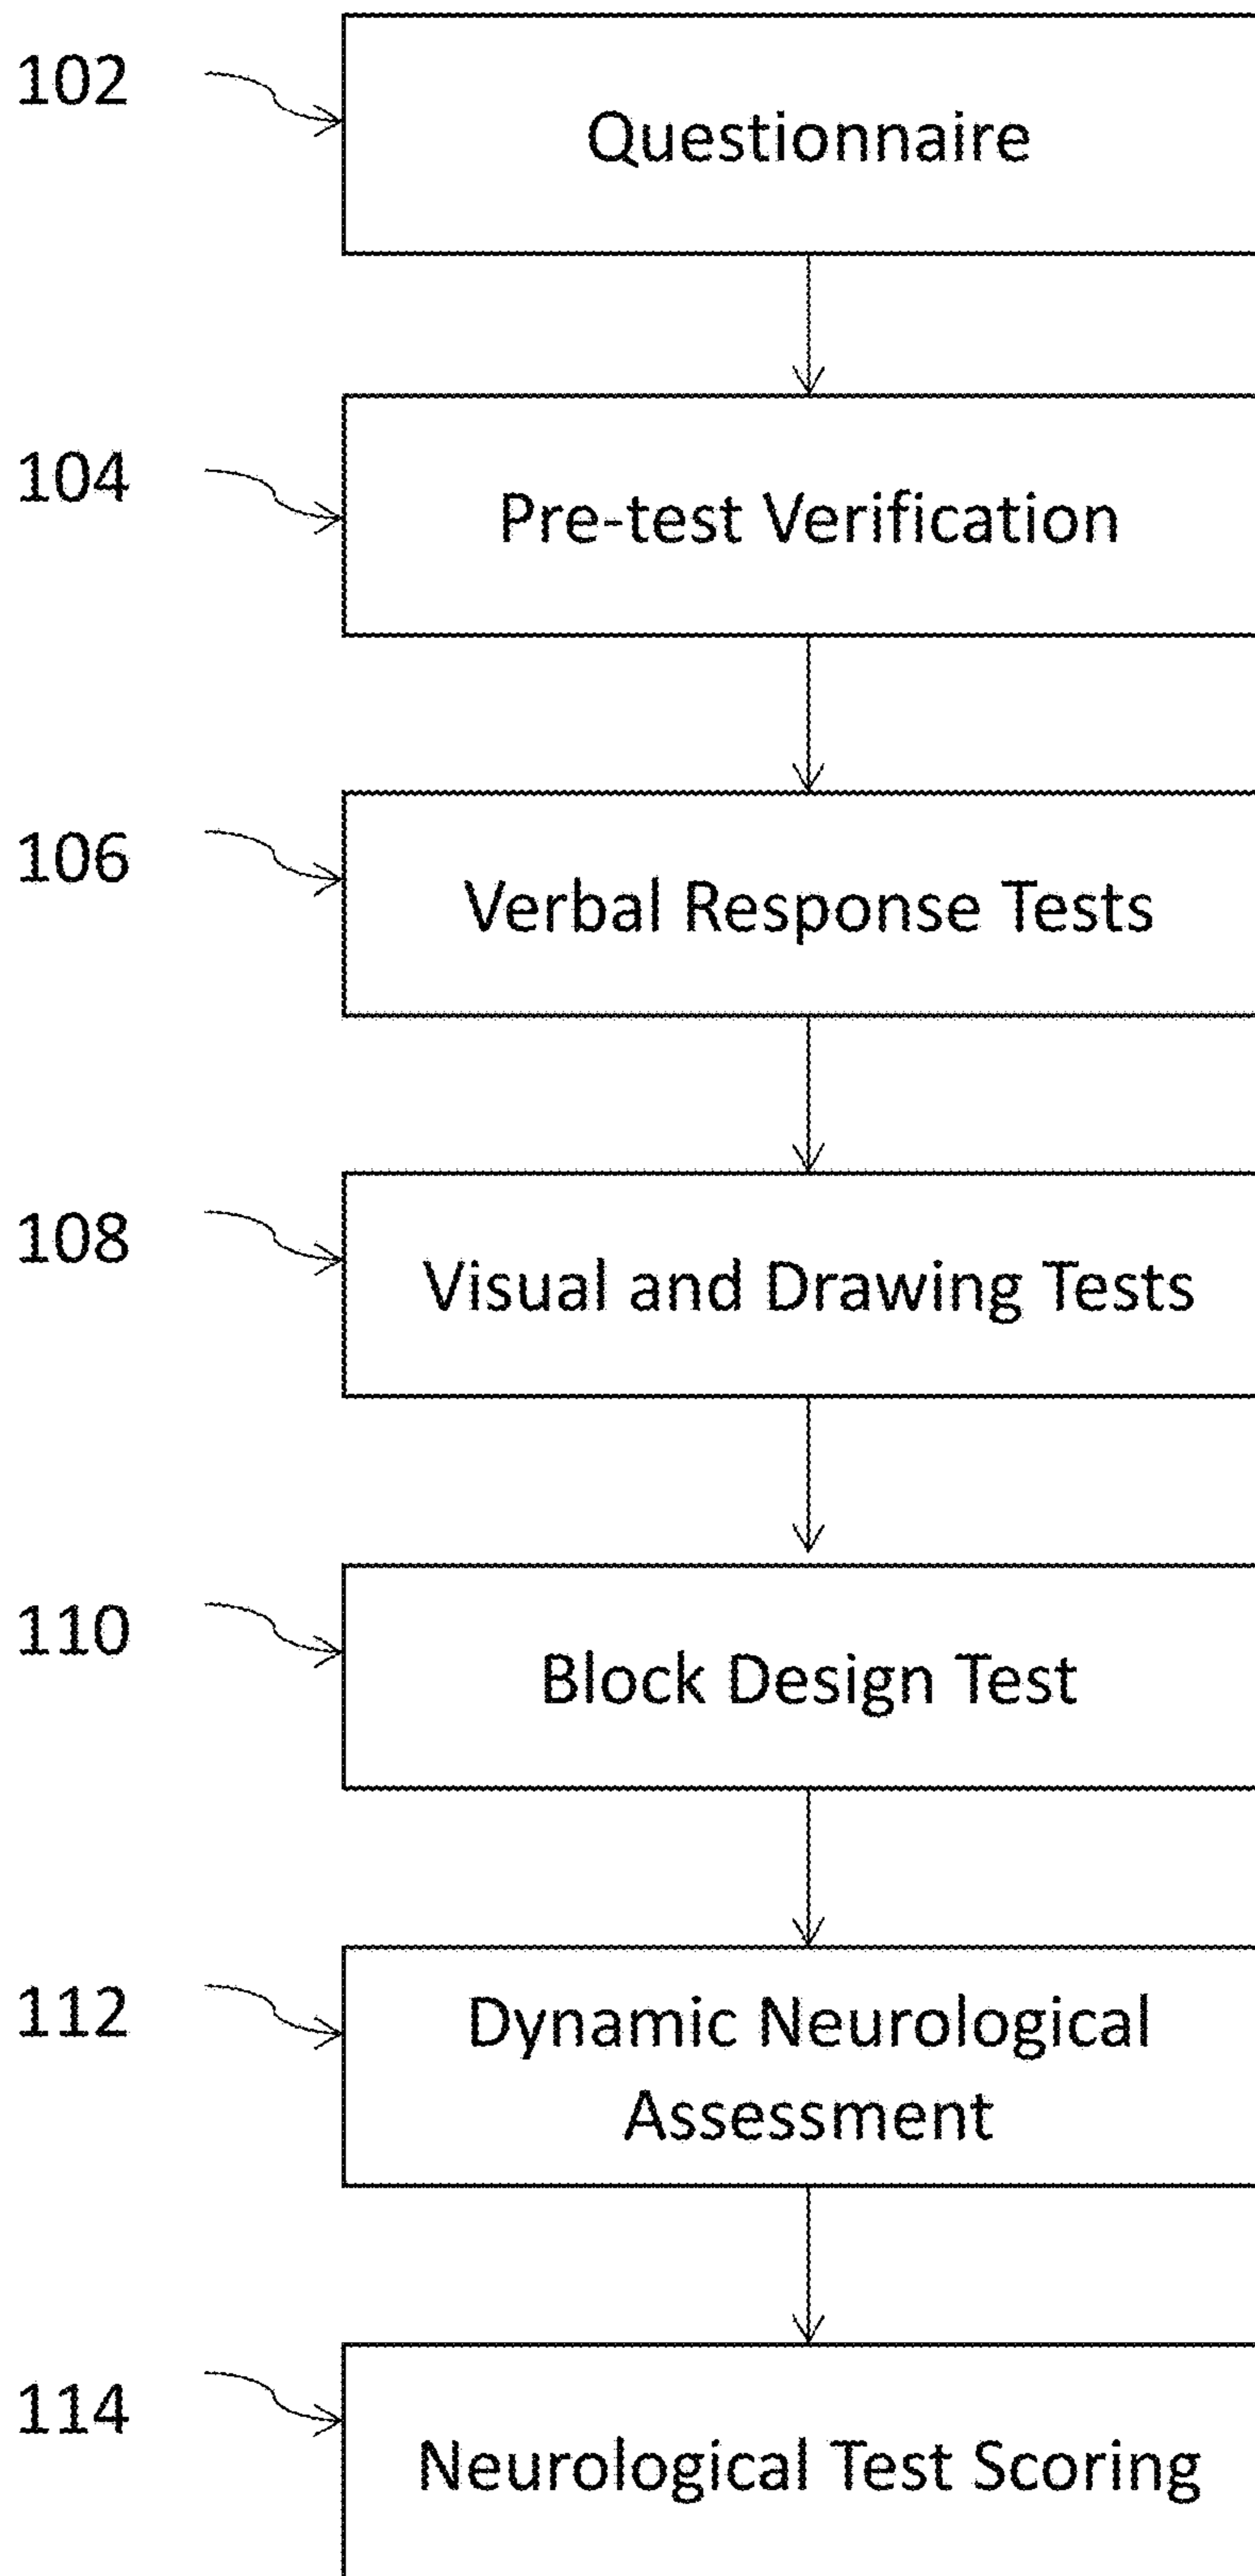 102
Questionnaire
104
Pre-test Verification
106
Verbal Response Tests
108
Visual and Drawing Tests
110
Block Design Test
112
Dynamic Neurological
Assessment
114
Neurological Test Scoring